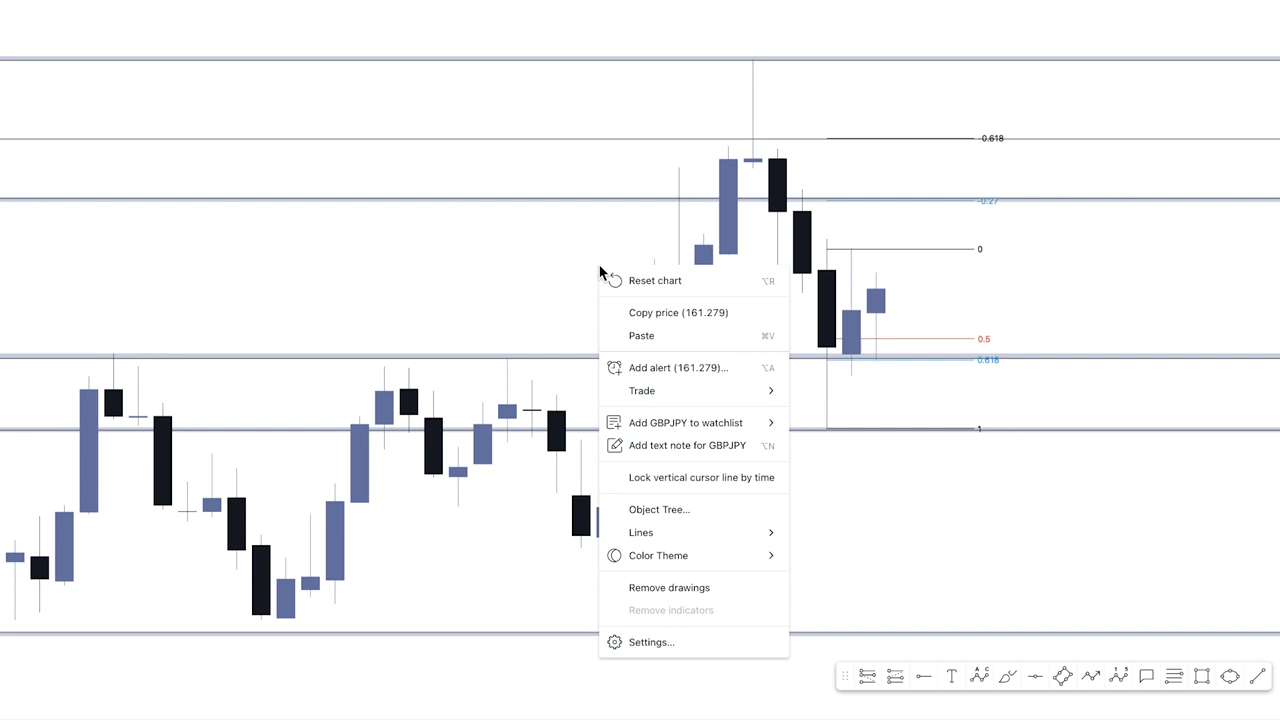 -0.618
-0.27
0
Reset chart ⌥R
Copy price (161.279)
Paste ⌘V
0.5
0.618
Add alert (161.279)... ⌥A
Trade
Add GBPJPY to watchlist
1
Add text note for GBPJPY ⌥N
Lock vertical cursor line by time
Object Tree...
Lines
Color Theme
Remove drawings
Remove indicators
Settings...
T
A C
1 5